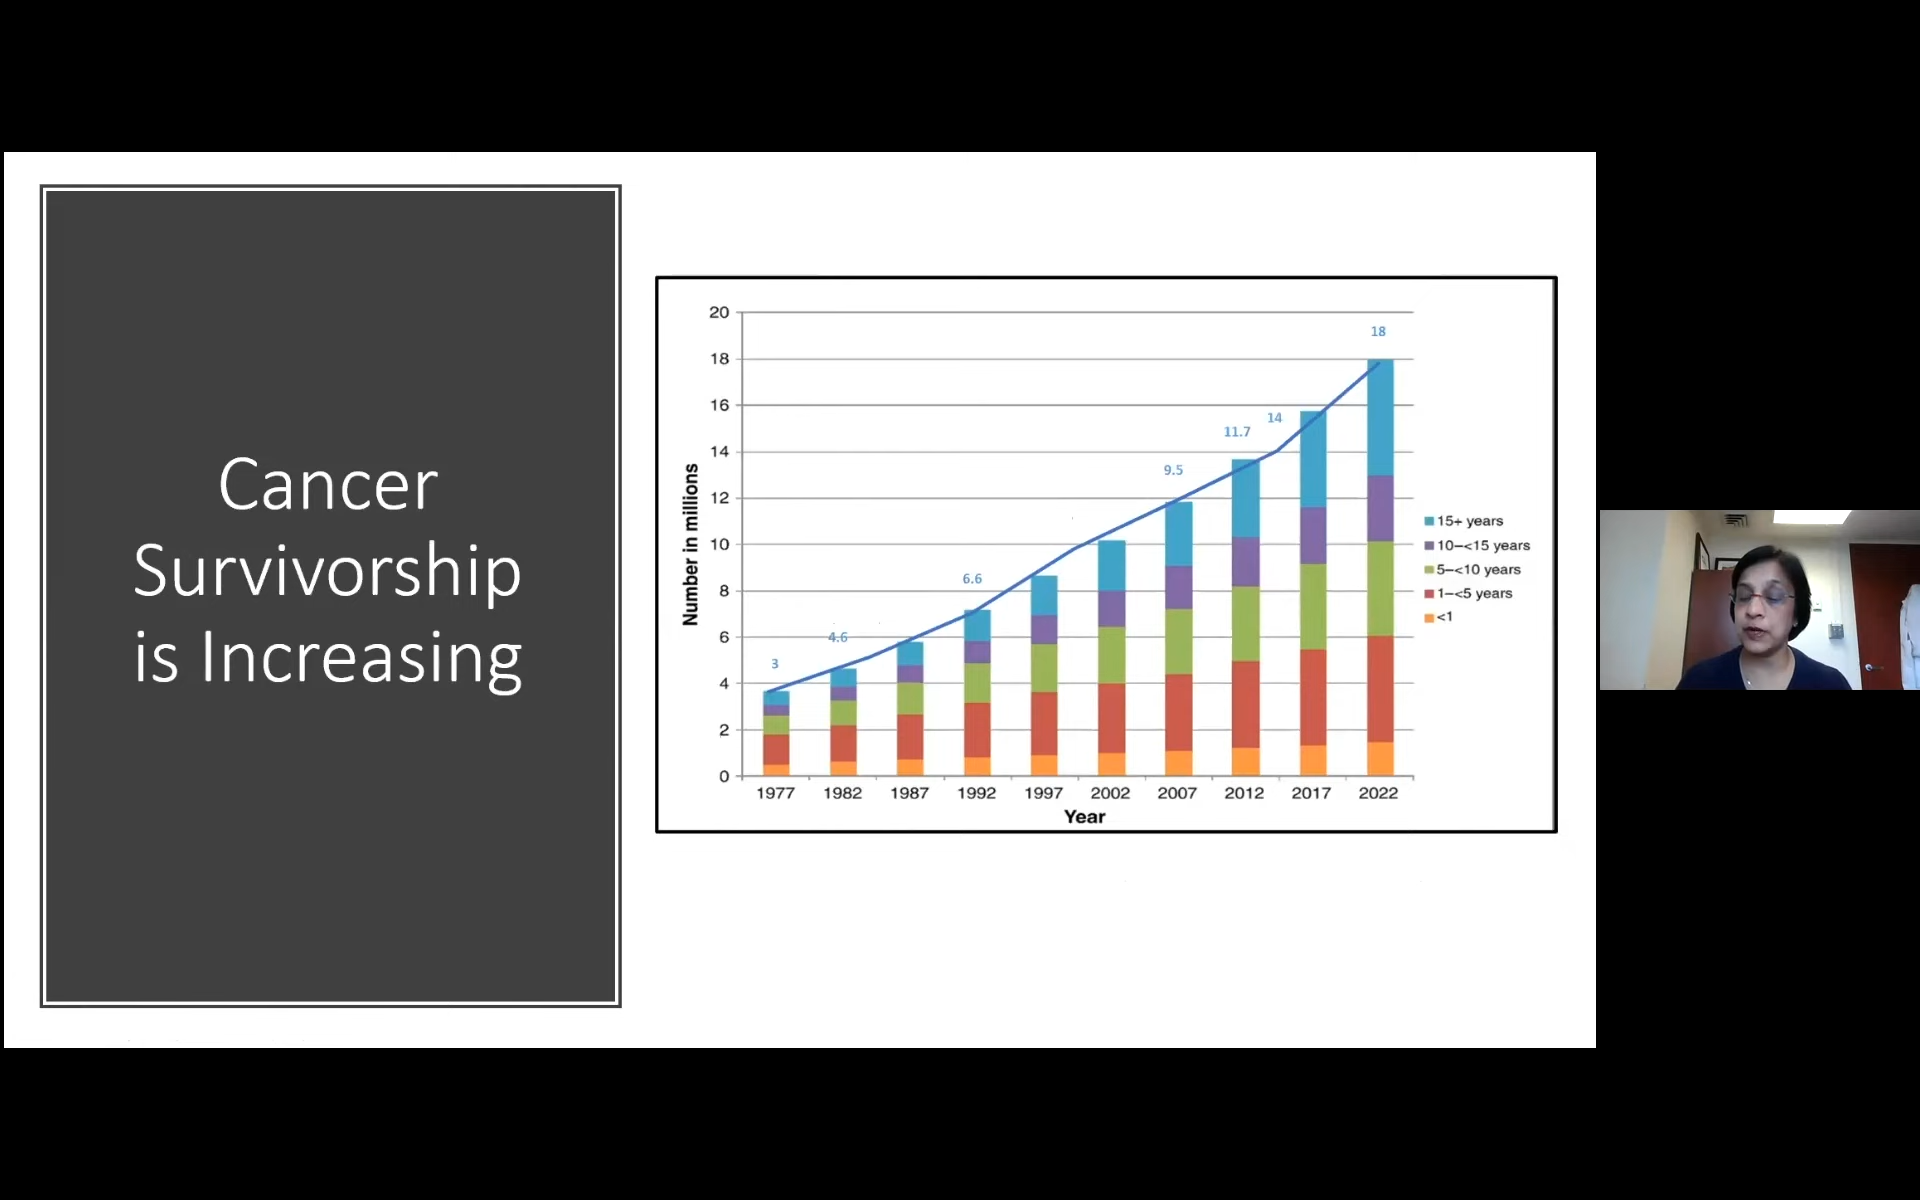 Cancer
Survivorship
is Increasing
20
18
16
14
12
10
8
6
4
2
0
Number in millions
3
4.6
6.6
9.5
11.7
14
18
1977 1982 1987 1992 1997 2002 2007 2012 2017 2022
Year
15+ years
10–<15 years
5–<10 years
1–<5 years
<1